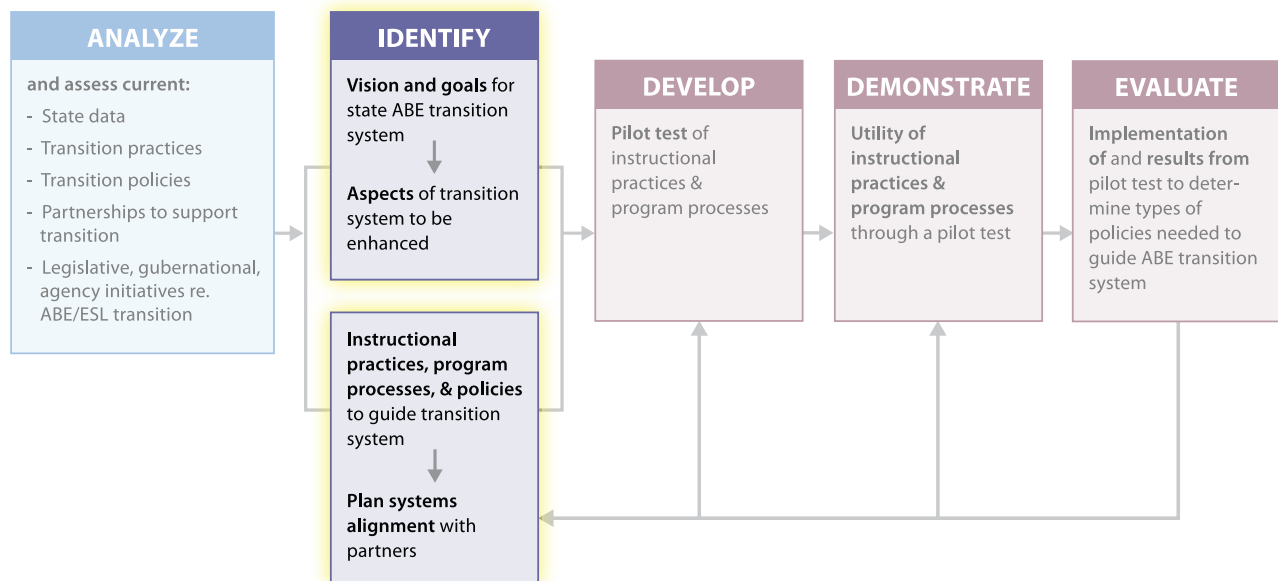 ANALYZE
and assess current:
- State data
- Transition practices
- Transition policies
- Partnerships to support
transition
- Legislative, gubernational,
agency initiatives re.
ABE/ESL transition
IDENTIFY
Vision and goals for
state ABE transition
system
Aspects of transition
system to be
enhanced
Instructional
practices, program
processes, & policies
to guide transition
system
Plan systems
alignment with
partners
DEVELOP
Pilot test of
instructional
practices &
program processes
DEMONSTRATE
Utility of
instructional
practices &
program processes
through a pilot test
EVALUATE
Implementation
of and results from
pilot test to deter-
mine types of
policies needed to
guide ABE transition
system